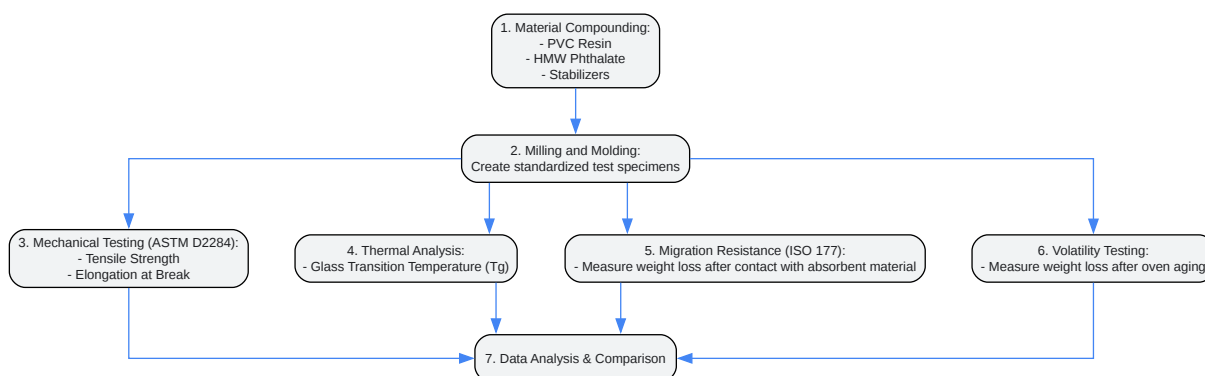 1. Material Compounding:
- PVC Resin
- HMW Phthalate
- Stabilizers
2. Milling and Molding:
Create standardized test specimens
3. Mechanical Testing (ASTM D2284):
- Tensile Strength
- Elongation at Break
4. Thermal Analysis:
- Glass Transition Temperature (Tg)
5. Migration Resistance (ISO 177):
- Measure weight loss after contact with absorbent material
6. Volatility Testing:
- Measure weight loss after oven aging
7. Data Analysis & Comparison